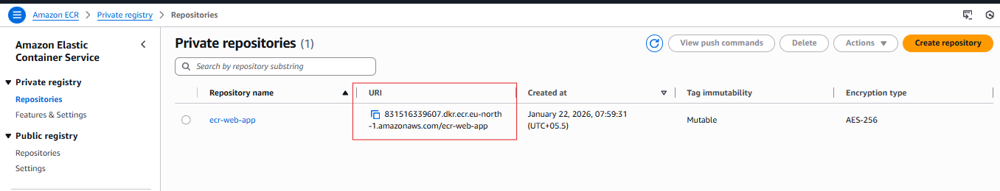 Amazon ECR > Private registry > Repositories
Amazon Elastic
Container Service
Private registry
Repositories
Features & Settings
Public registry
Repositories
Settings
Private repositories (1)
View push commands Delete Actions Create repository
Search by repository substring
Repository name URI Created at Tag immutability Encryption type
ecr-web-app 831516339607.dkr.ecr.eu-north January 22, 2026, 07:59:31 Mutable AES-256
-1.amazonaws.com/ecr-web-app (UTC+05.5)